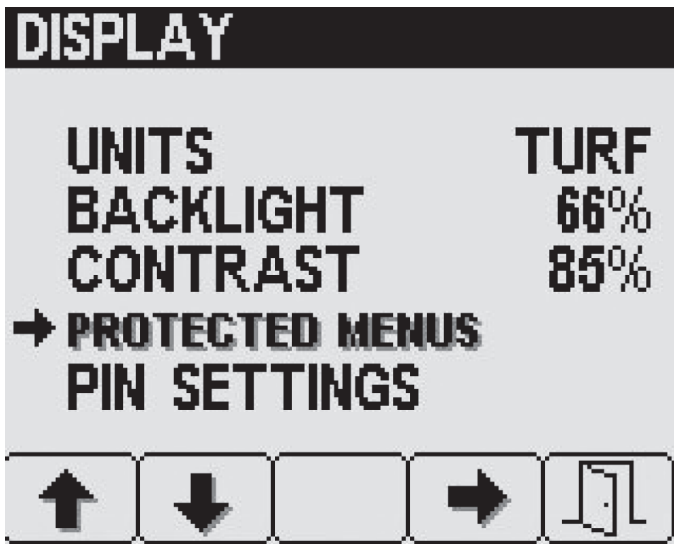 DISPLAY
UNITS TURF
BACKLIGHT 66%
CONTRAST 85%
PROTECTED MENUS
PIN SETTINGS